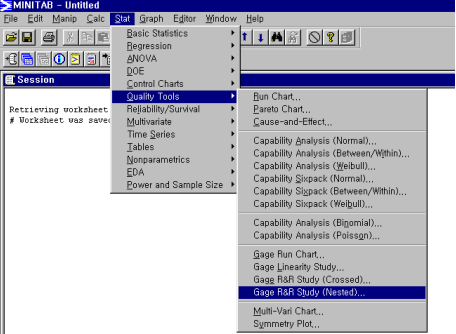 MINITAB - Untitled
File Edit Manip Calc Stat Graph Editor Window Help
Basic Statistics
Regression
ANOVA
DOE
Control Charts
Quality Tools
Reliability/Survival
Multivariate
Time Series
Tables
Nonparametrics
EDA
Power and Sample Size
Session
Retrieving worksheet
# Worksheet was saved
Run Chart...
Pareto Chart...
Cause-and-Effect...
Capability Analysis (Normal)...
Capability Analysis (Between/Within)...
Capability Analysis (Weibull)...
Capability Sixpack (Normal)...
Capability Sixpack (Between/Within)...
Capability Sixpack (Weibull)...
Capability Analysis (Binomial)...
Capability Analysis (Poisson)...
Gage Run Chart...
Gage Linearity Study...
Gage R&R Study (Crossed)...
Gage R&R Study (Nested)...
Multi-Vari Chart...
Symmetry Plot...